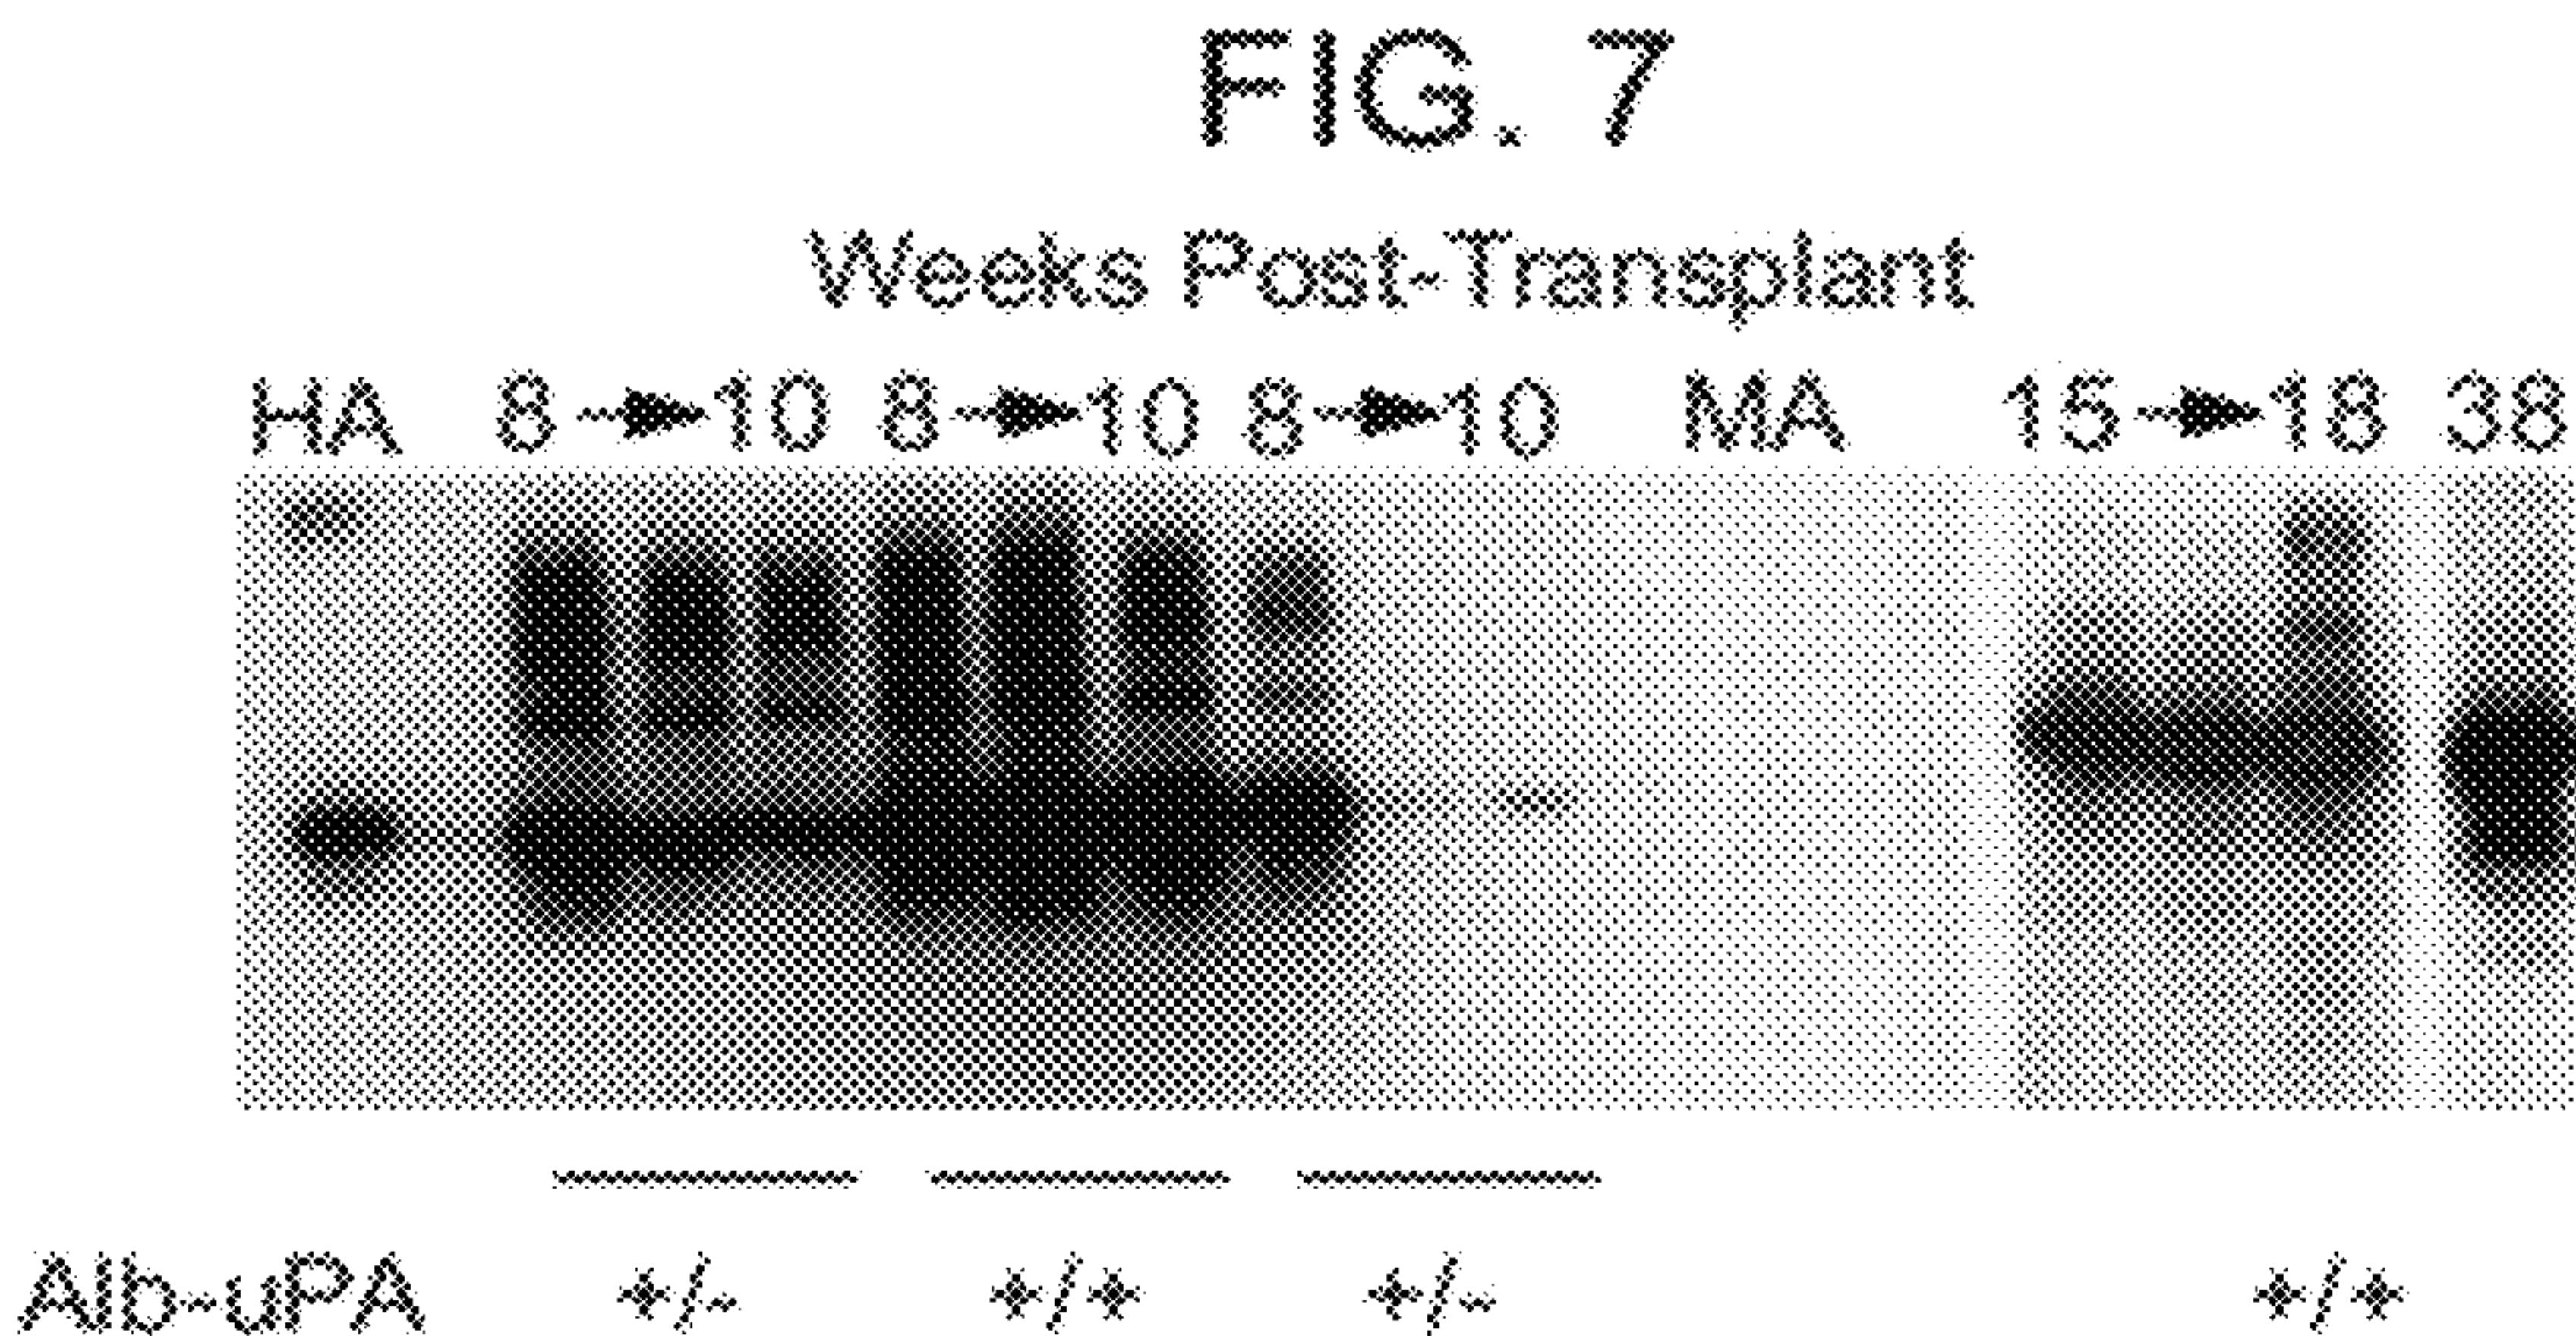 FIG. 7
Weeks Post-Transplant
HA 8 → 10 8 → 10 8 → 10 MA 15 → 18 38
Alb-uPA +/- +/+ +/- +/+